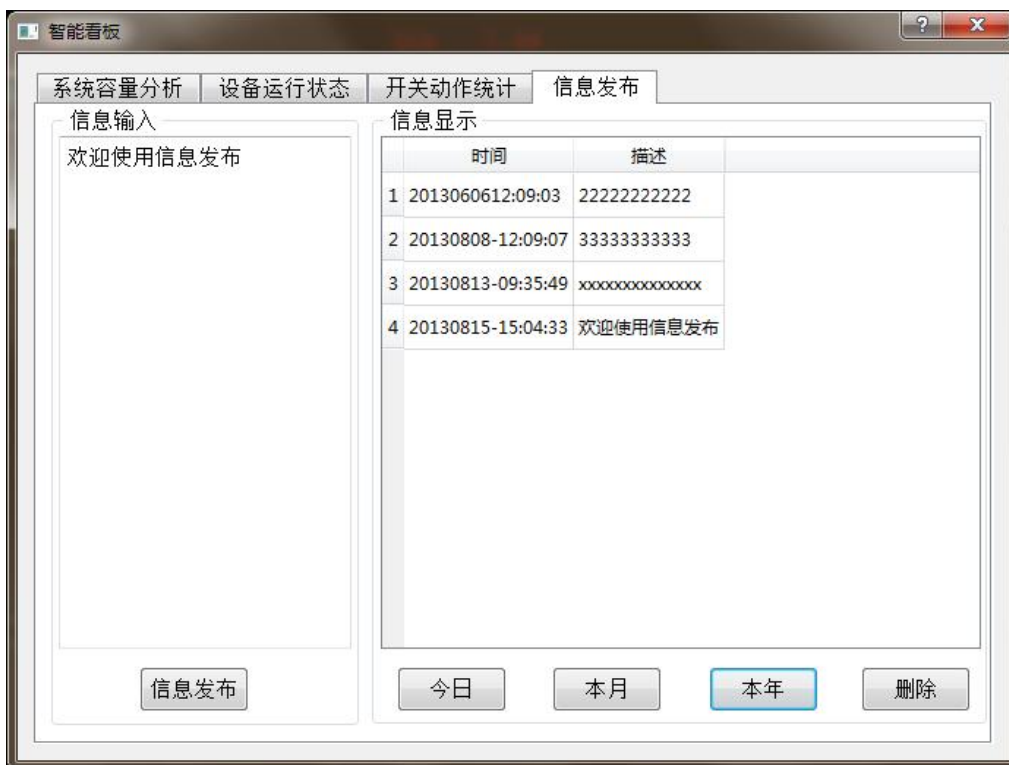 智能看板
系统容量分析 设备运行状态 开关动作统计 信息发布
信息输入
欢迎使用信息发布
信息发布
信息显示
时间 描述
1 2013060612:09:03 22222222222
2 20130808-12:09:07 33333333333
3 20130813-09:35:49 xxxxxxxxxxxxxx
4 20130815-15:04:33 欢迎使用信息发布
今日 本月 本年 删除